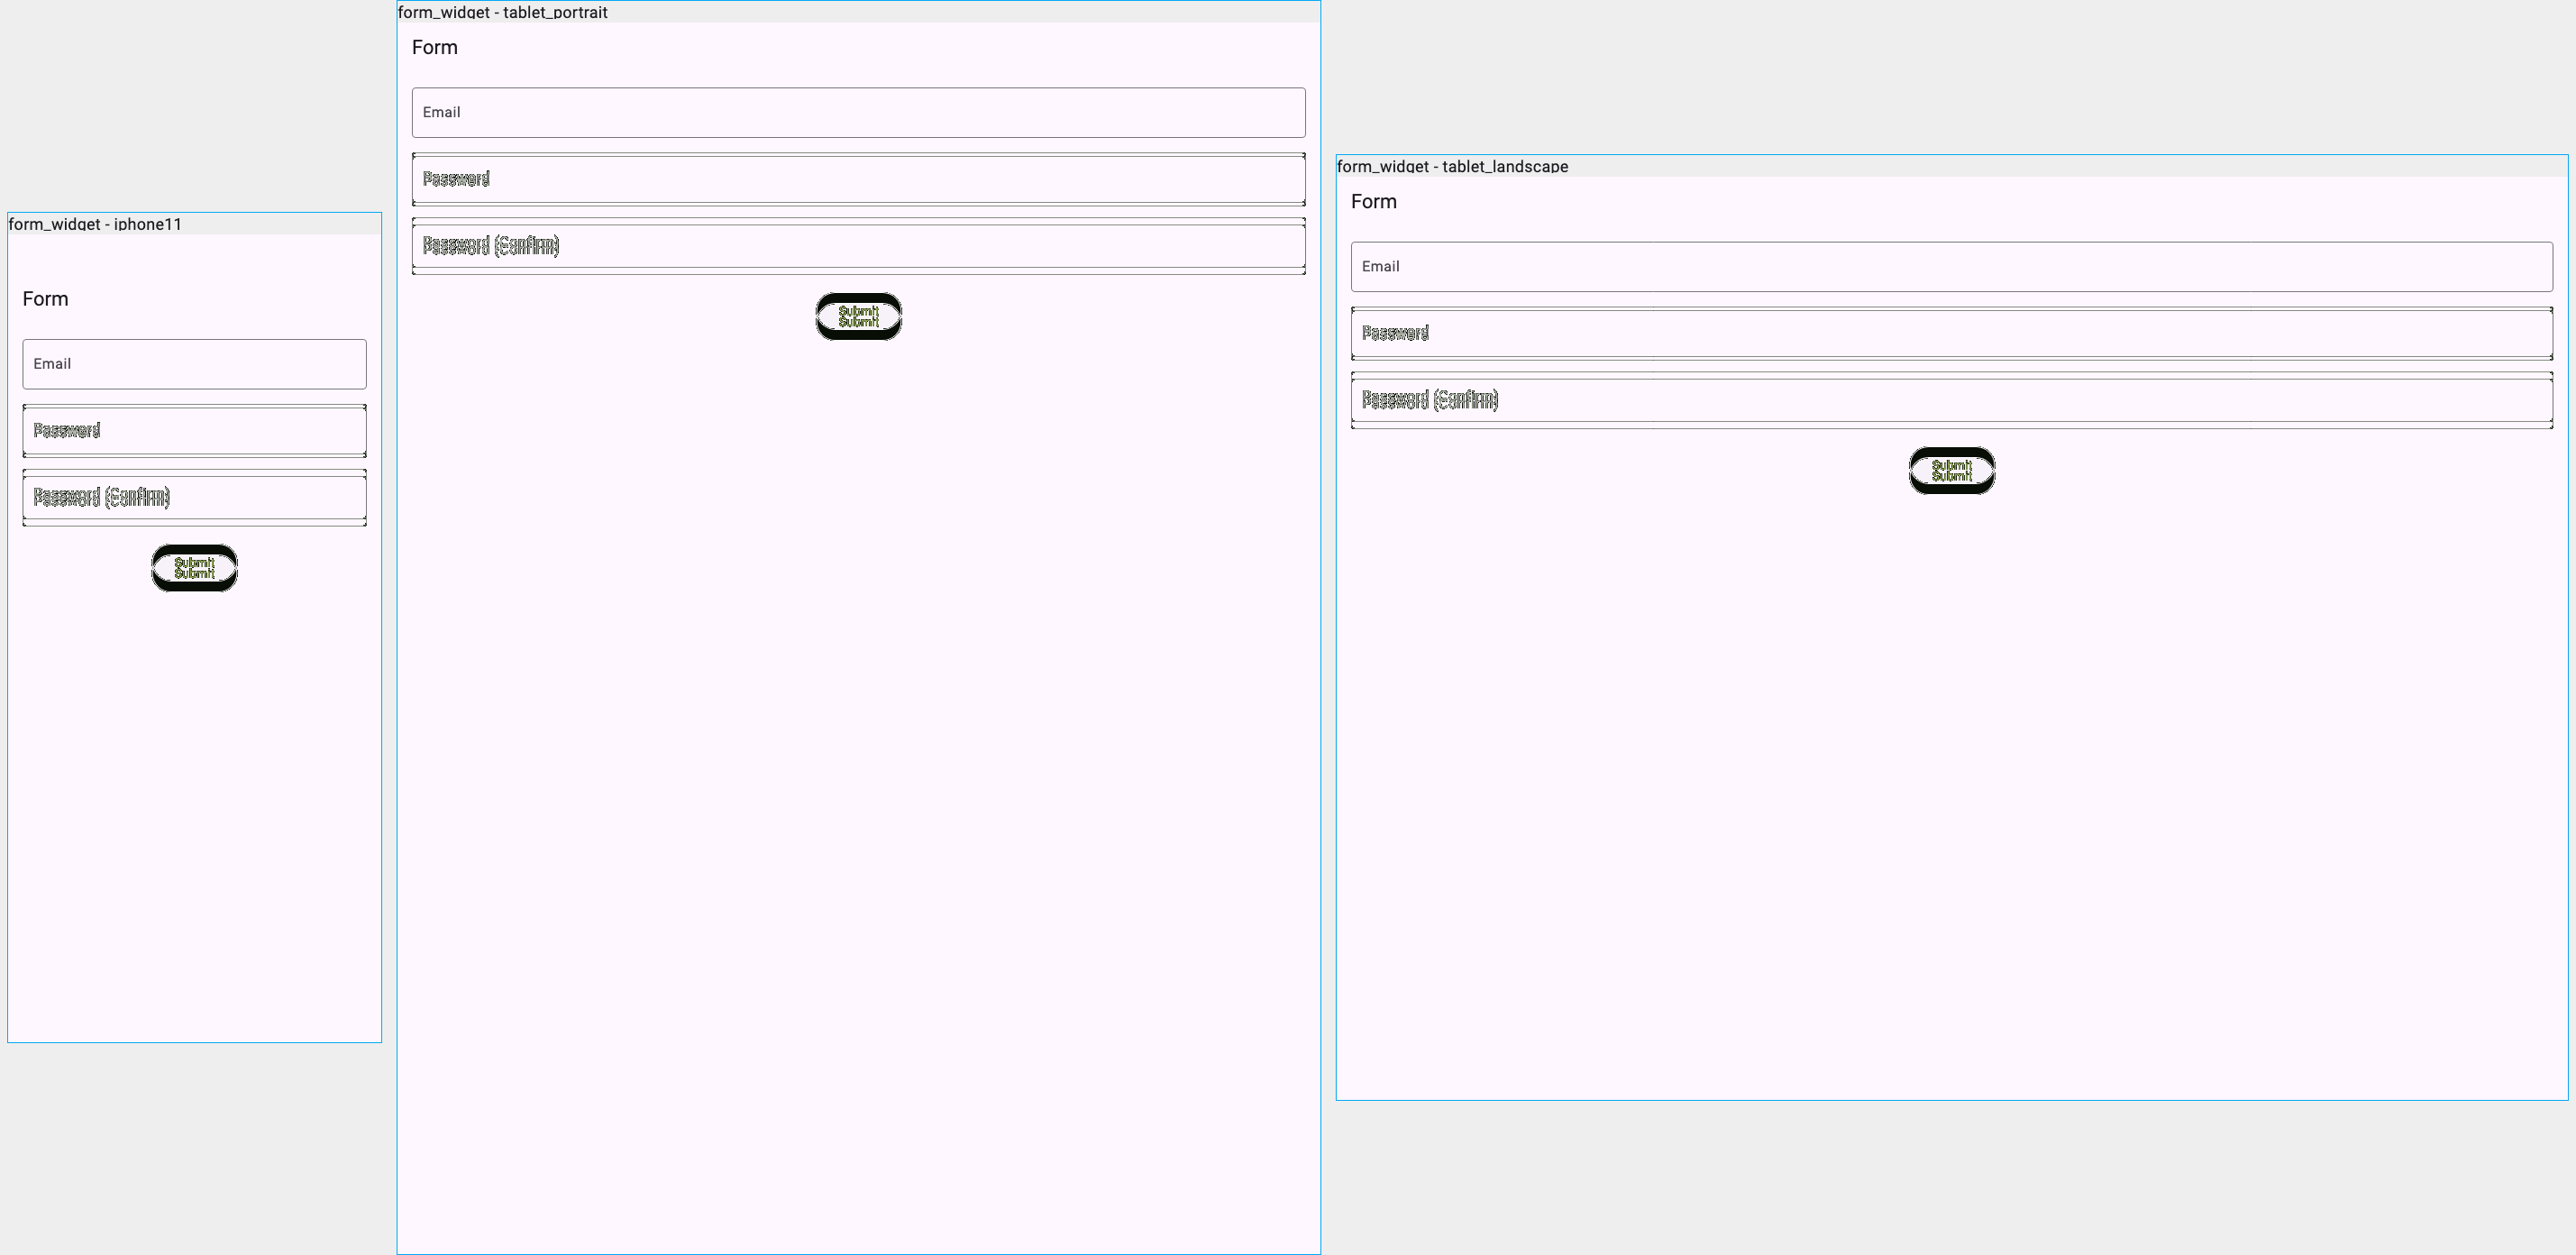 form_widget - tablet_portrait
Form
Email
Password
Password (Confirm)
Submit
Submit
form_widget - tablet_landscape
Form
Email
Password
Password (Confirm)
Submit
Submit
form_widget - iphone11
Form
Email
Password
Password (Confirm)
Submit
Submit